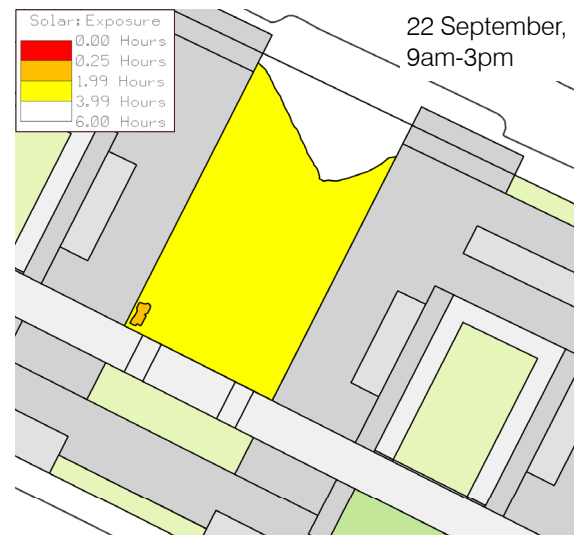 Solar: Exposure
0.00 Hours
0.25 Hours
1.99 Hours
3.99 Hours
6.00 Hours
22 September,
9am-3pm